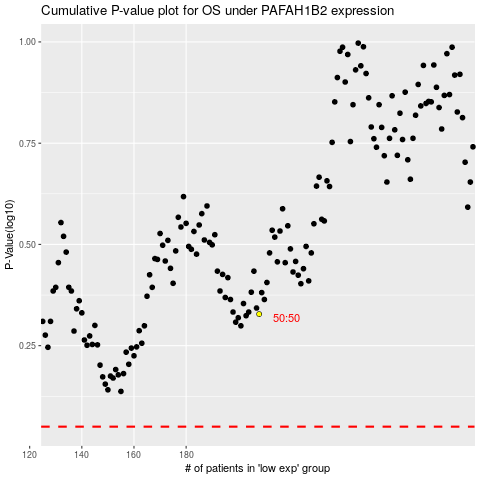 Cumulative P-value plot for OS under PAFAH1B2 expression
P-Value(log10)
1.00
0.75
0.50
0.25
50:50
120 140 160 180
# of patients in 'low exp' group